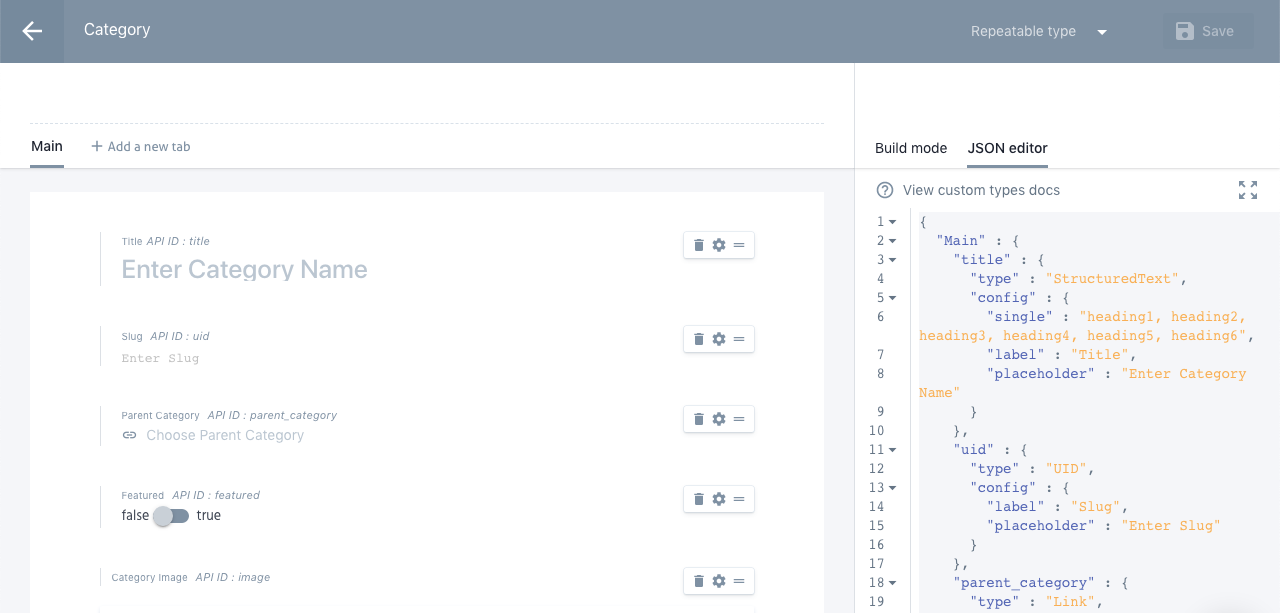 Category
Repeatable type
Save
Main
+ Add a new tab
Build mode
JSON editor
View custom types docs
Title API ID : title
Enter Category Name
Slug API ID : uid
Enter Slug
Parent Category API ID : parent_category
Choose Parent Category
Featured API ID : featured
false true
Category Image API ID : image
1 {
2 "Main" : {
3 "title" : {
4 "type" : "StructuredText",
5 "config" : {
6 "single" : "heading1, heading2,
heading3, heading4, heading5, heading6",
7 "label" : "Title",
8 "placeholder" : "Enter Category
Name"
9 }
10 },
11 "uid" : {
12 "type" : "UID",
13 "config" : {
14 "label" : "Slug",
15 "placeholder" : "Enter Slug"
16 }
17 },
18 "parent_category" : {
19 "type" : "Link",